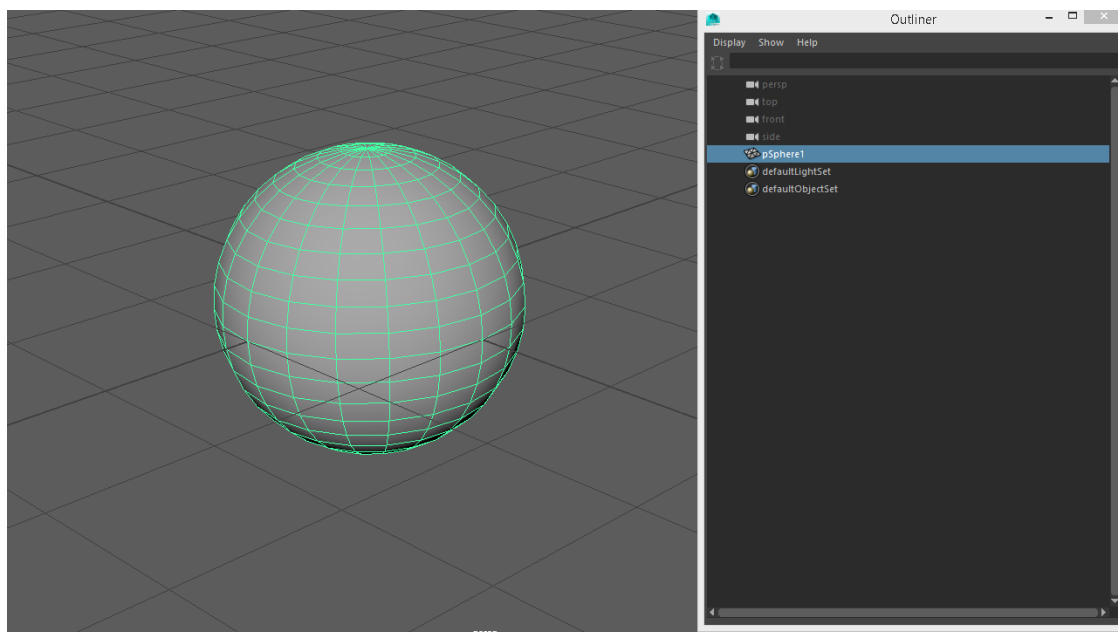 Outliner
Display Show Help
persp
top
front
side
pSphere1
defaultLightSet
defaultObjectSet